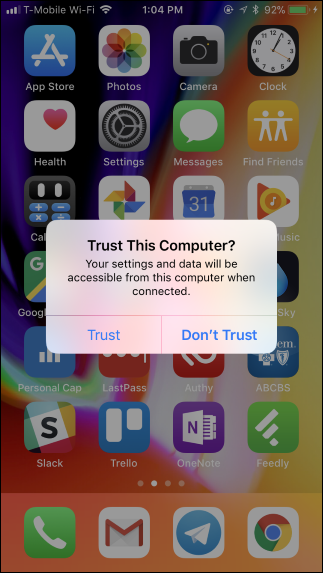 T-Mobile Wi-Fi 1:04 PM 92%
App Store Photos Camera Clock
31
Health Settings Messages Find Friends
Trust This Computer?
Your settings and data will be
accessible from this computer when
connected.
Trust Don't Trust
Cal Music
Goog Sky
Personal Cap LastPass Authy ABCBS
Slack Trello OneNote Feedly